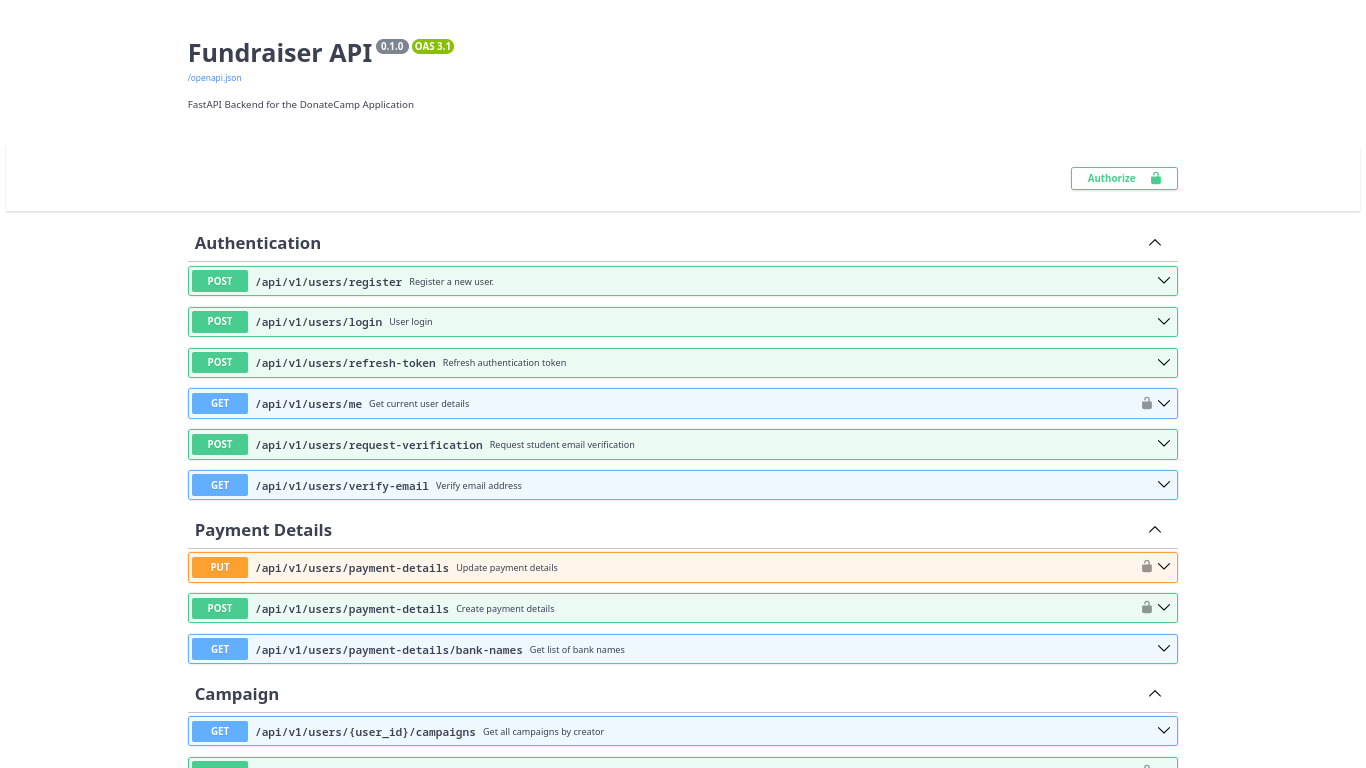 Fundraiser API 0.1.0 OAS 3.1
/openapi.json
FastAPI Backend for the DonateCamp Application
Authorize
Authentication
POST /api/v1/users/register Register a new user.
POST /api/v1/users/login User login
POST /api/v1/users/refresh-token Refresh authentication token
GET /api/v1/users/me Get current user details
POST /api/v1/users/request-verification Request student email verification
GET /api/v1/users/verify-email Verify email address
Payment Details
PUT /api/v1/users/payment-details Update payment details
POST /api/v1/users/payment-details Create payment details
GET /api/v1/users/payment-details/bank-names Get list of bank names
Campaign
GET /api/v1/users/{user_id}/campaigns Get all campaigns by creator